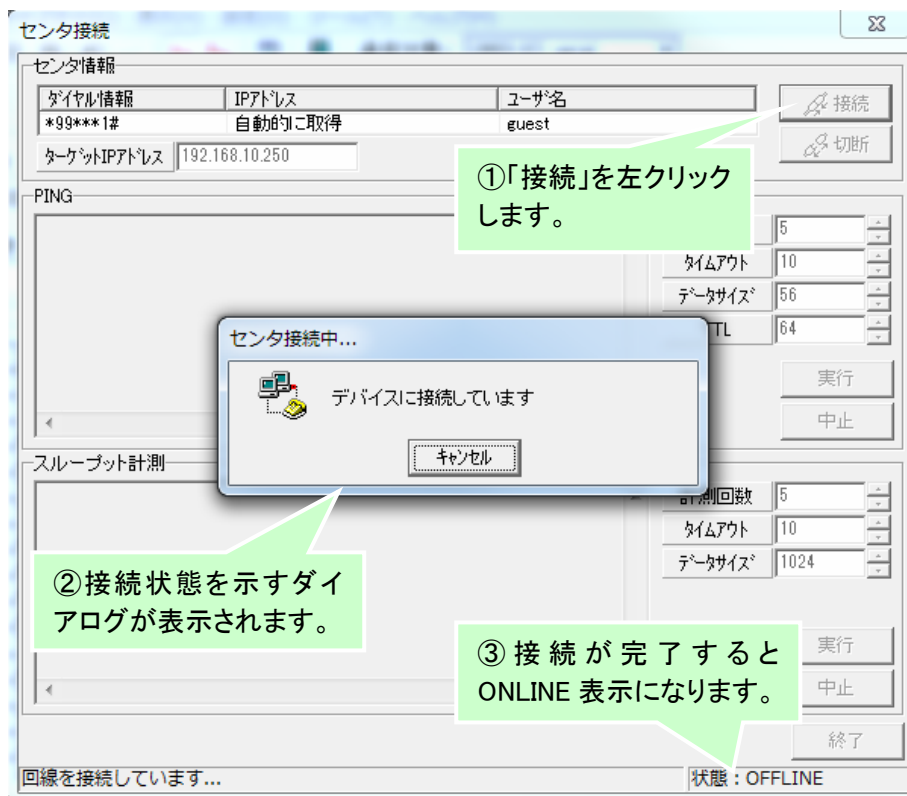 センタ接続
センタ情報
ダイヤル情報 IPアドレス ユーザ名
*99***1# 自動的に取得 guest
接続
切断
ターゲットIPアドレス 192.168.10.250
①「接続」を左クリック
します。
PING
5
タイムアウト 10
データサイズ 56
TL 64
実行
中止
センタ接続中...
デバイスに接続しています
キャンセル
スループット計測
計測回数 5
タイムアウト 10
データサイズ 1024
②接続状態を示すダイ
アログが表示されます。
③接続が完了すると
ONLINE 表示になります。
実行
中止
終了
回線を接続しています... 状態：OFFLINE